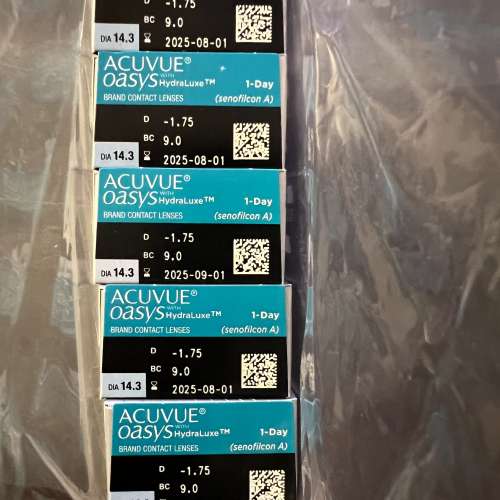 D -1.75
BC 9.0
DIA 14.3 2025-08-01
ACUVUE®
oasys WITH HydraLuxe™ 1-Day
BRAND CONTACT LENSES (senofilcon A)
D -1.75
BC 9.0
DIA 14.3 2025-08-01
ACUVUE®
oasys WITH HydraLuxe™ 1-Day
BRAND CONTACT LENSES (senofilcon A)
D -1.75
BC 9.0
DIA 14.3 2025-09-01
ACUVUE®
oasys WITH HydraLuxe™ 1-Day
BRAND CONTACT LENSES (senofilcon A)
D -1.75
BC 9.0
DIA 14.3 2025-08-01
ACUVUE®
oasys WITH HydraLuxe™ 1-Day
BRAND CONTACT LENSES (senofilcon A)
D -1.75
BC 9.0